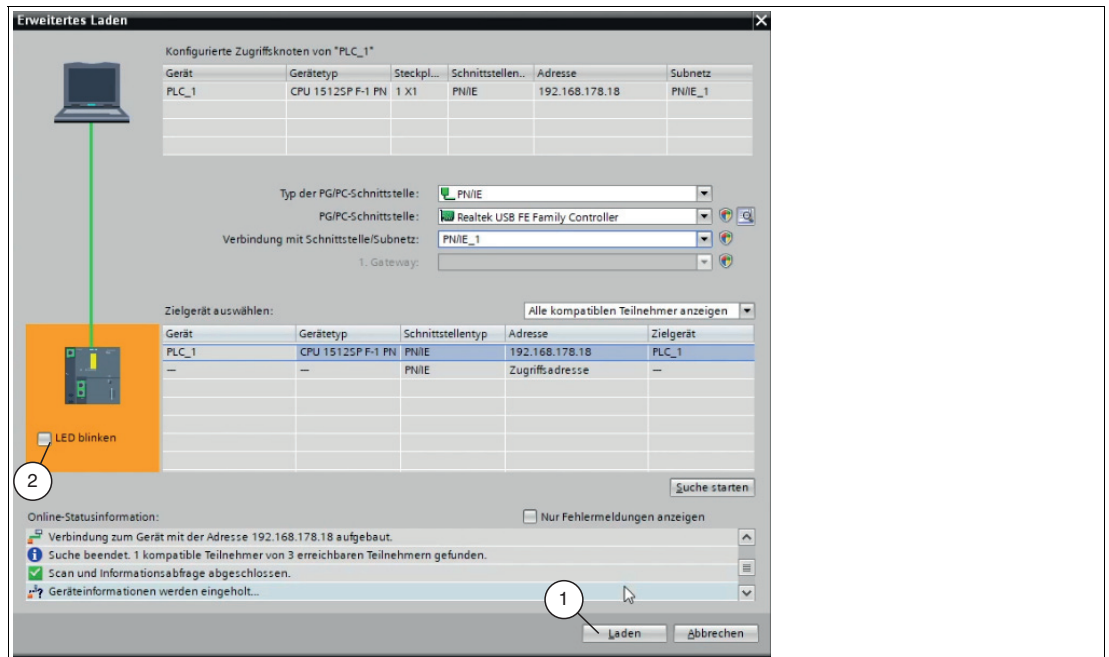 Erweitertes Laden
Konfigurierte Zugriffsknoten von "PLC_1"
Gerät Gerätetyp Steckpl... Schnittstellen.. Adresse Subnetz
PLC_1 CPU 1512SP F-1 PN 1 X1 PN/IE 192.168.178.18 PN/IE_1
Typ der PG/PC-Schnittstelle: PN/IE
PG/PC-Schnittstelle: Realtek USB FE Family Controller
Verbindung mit Schnittstelle/Subnetz: PN/IE_1
1. Gateway:
Zielgerät auswählen: Alle kompatiblen Teilnehmer anzeigen
Gerät Gerätetyp Schnittstellentyp Adresse Zielgerät
PLC_1 CPU 1512SP F-1 PN PN/IE 192.168.178.18 PLC_1
— — PN/IE Zugriffsadresse —
LED blinken
2
Suche starten
Online-Statusinformation: Nur Fehlermeldungen anzeigen
Verbindung zum Gerät mit der Adresse 192.168.178.18 aufgebaut.
Suche beendet. 1 kompatible Teilnehmer von 3 erreichbaren Teilnehmern gefunden.
Scan und Informationsabfrage abgeschlossen.
Geräteinformationen werden eingeholt...
1
Laden Abbrechen